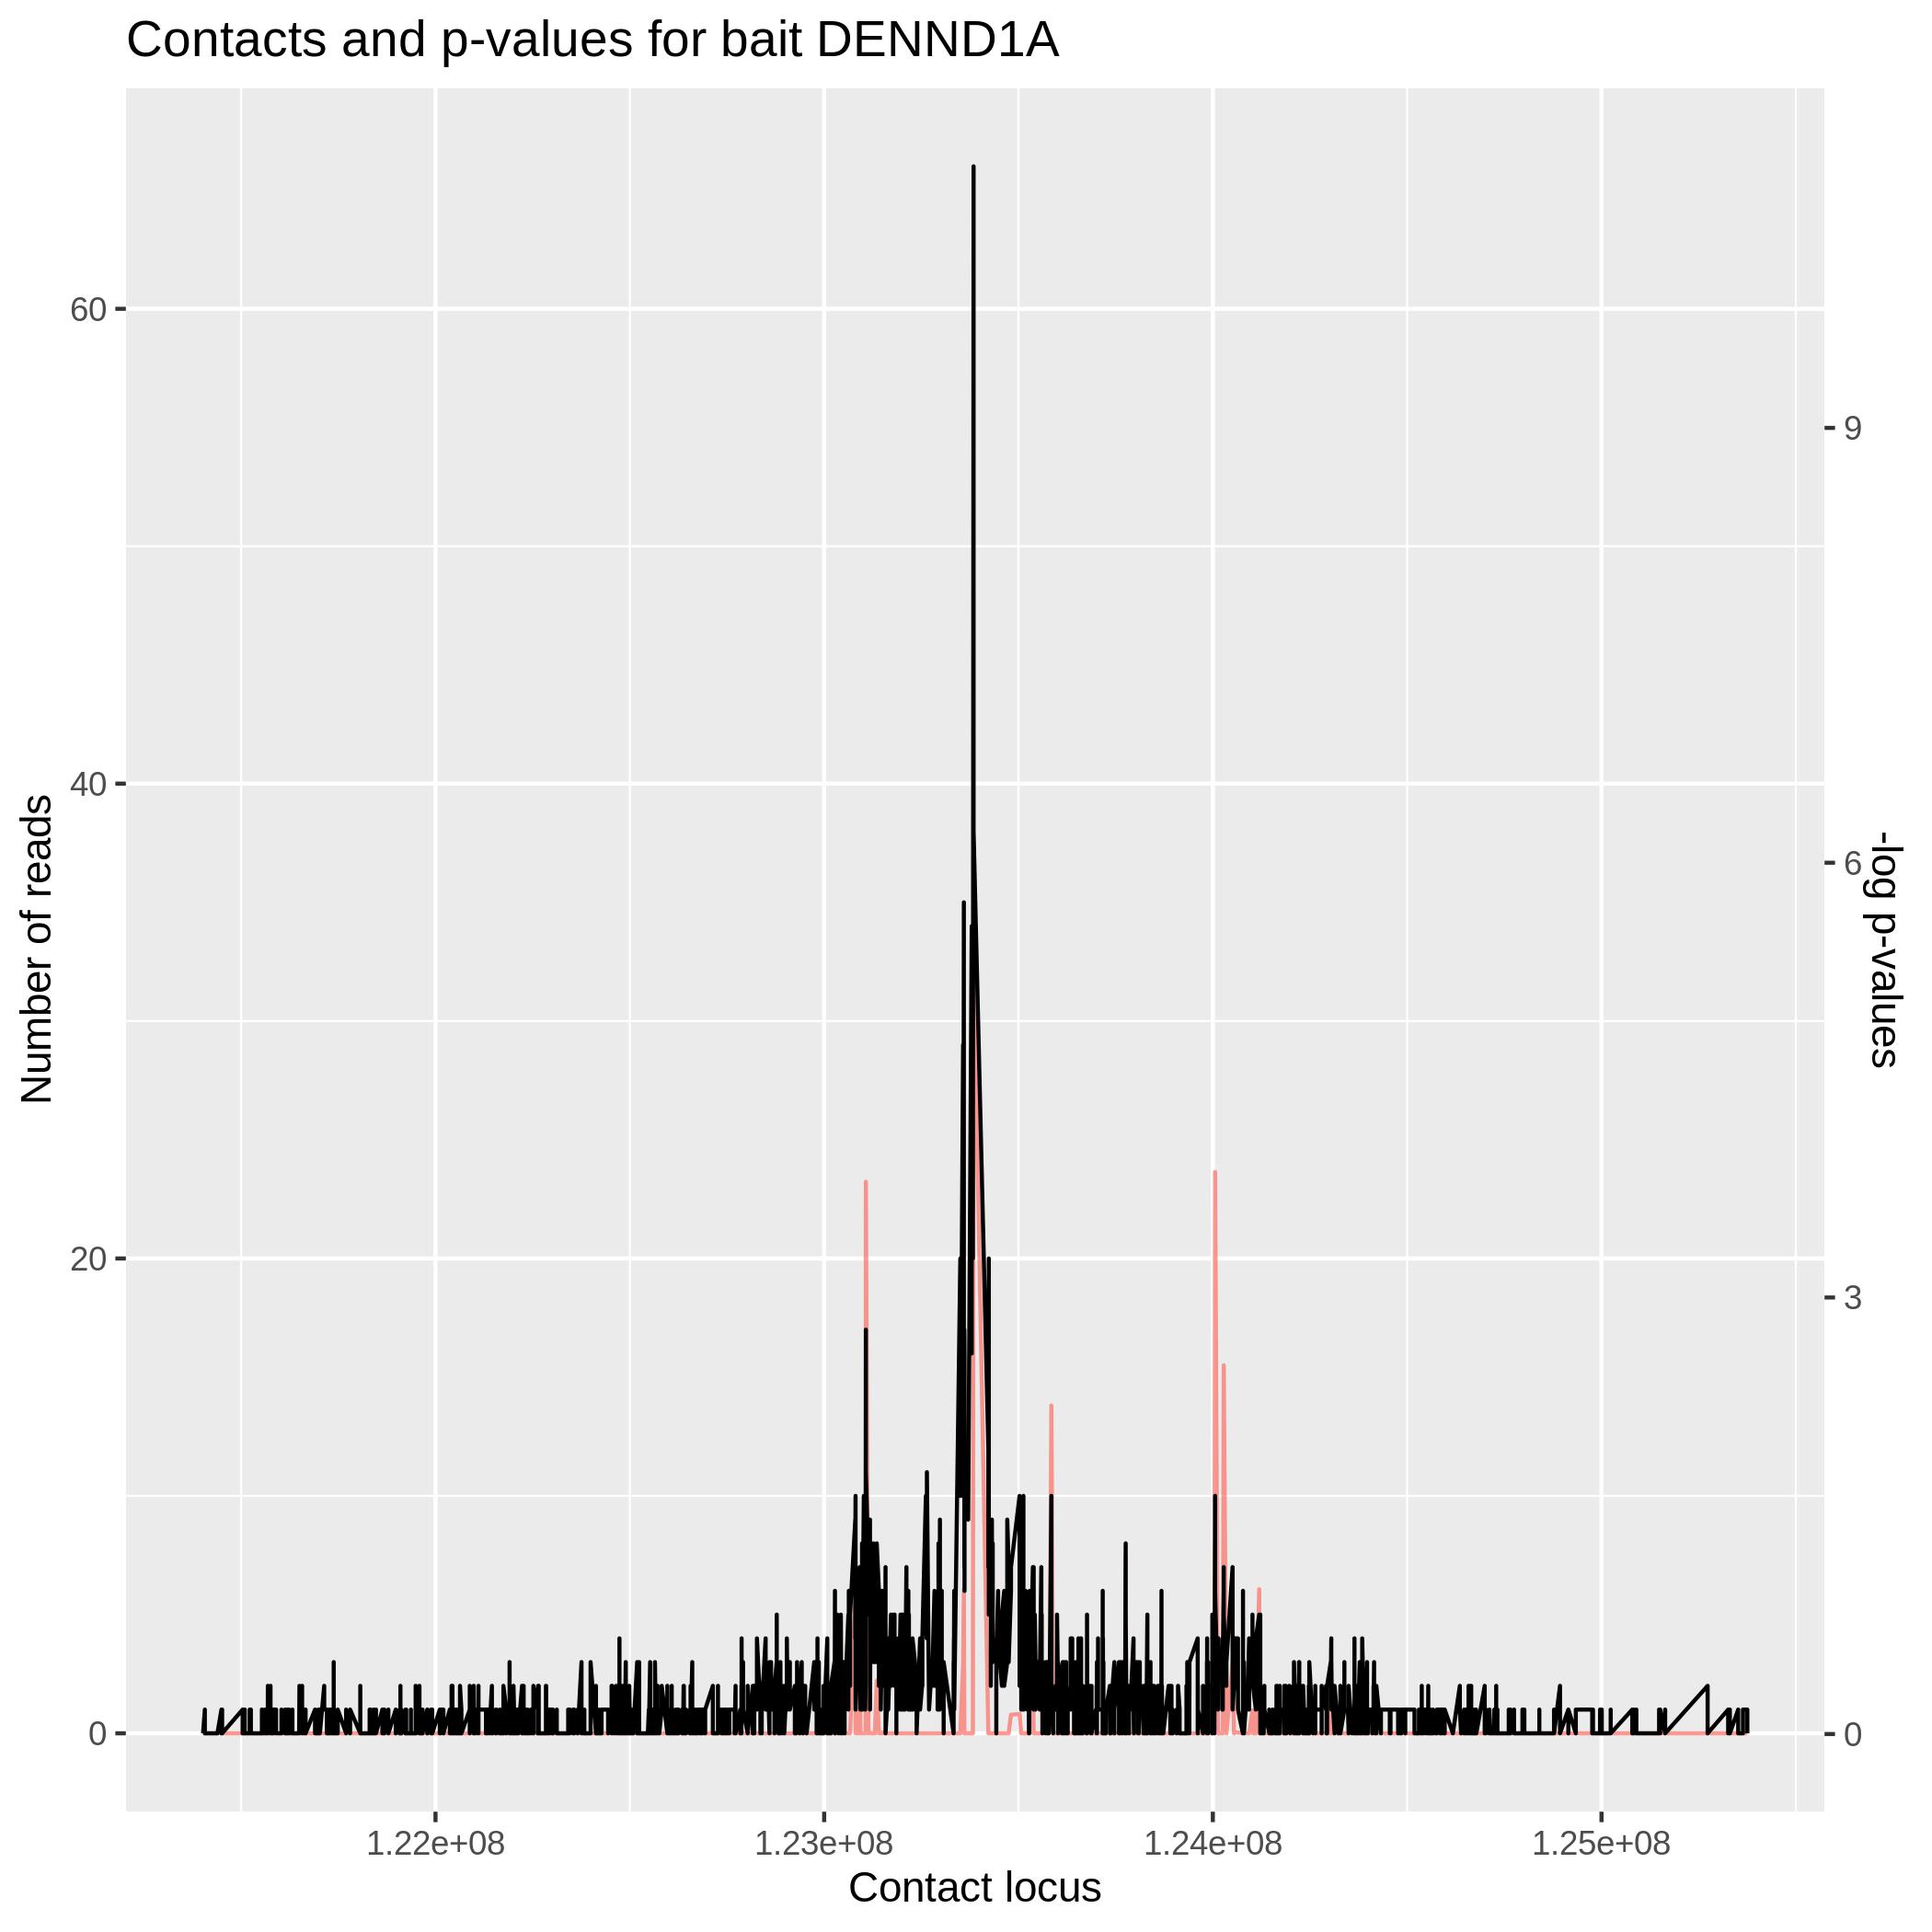 Contacts and p-values for bait DENND1A
60
40
20
0
Number of reads
9
6
3
0
-log p-values
1.22e+08
1.23e+08
1.24e+08
1.25e+08
Contact locus